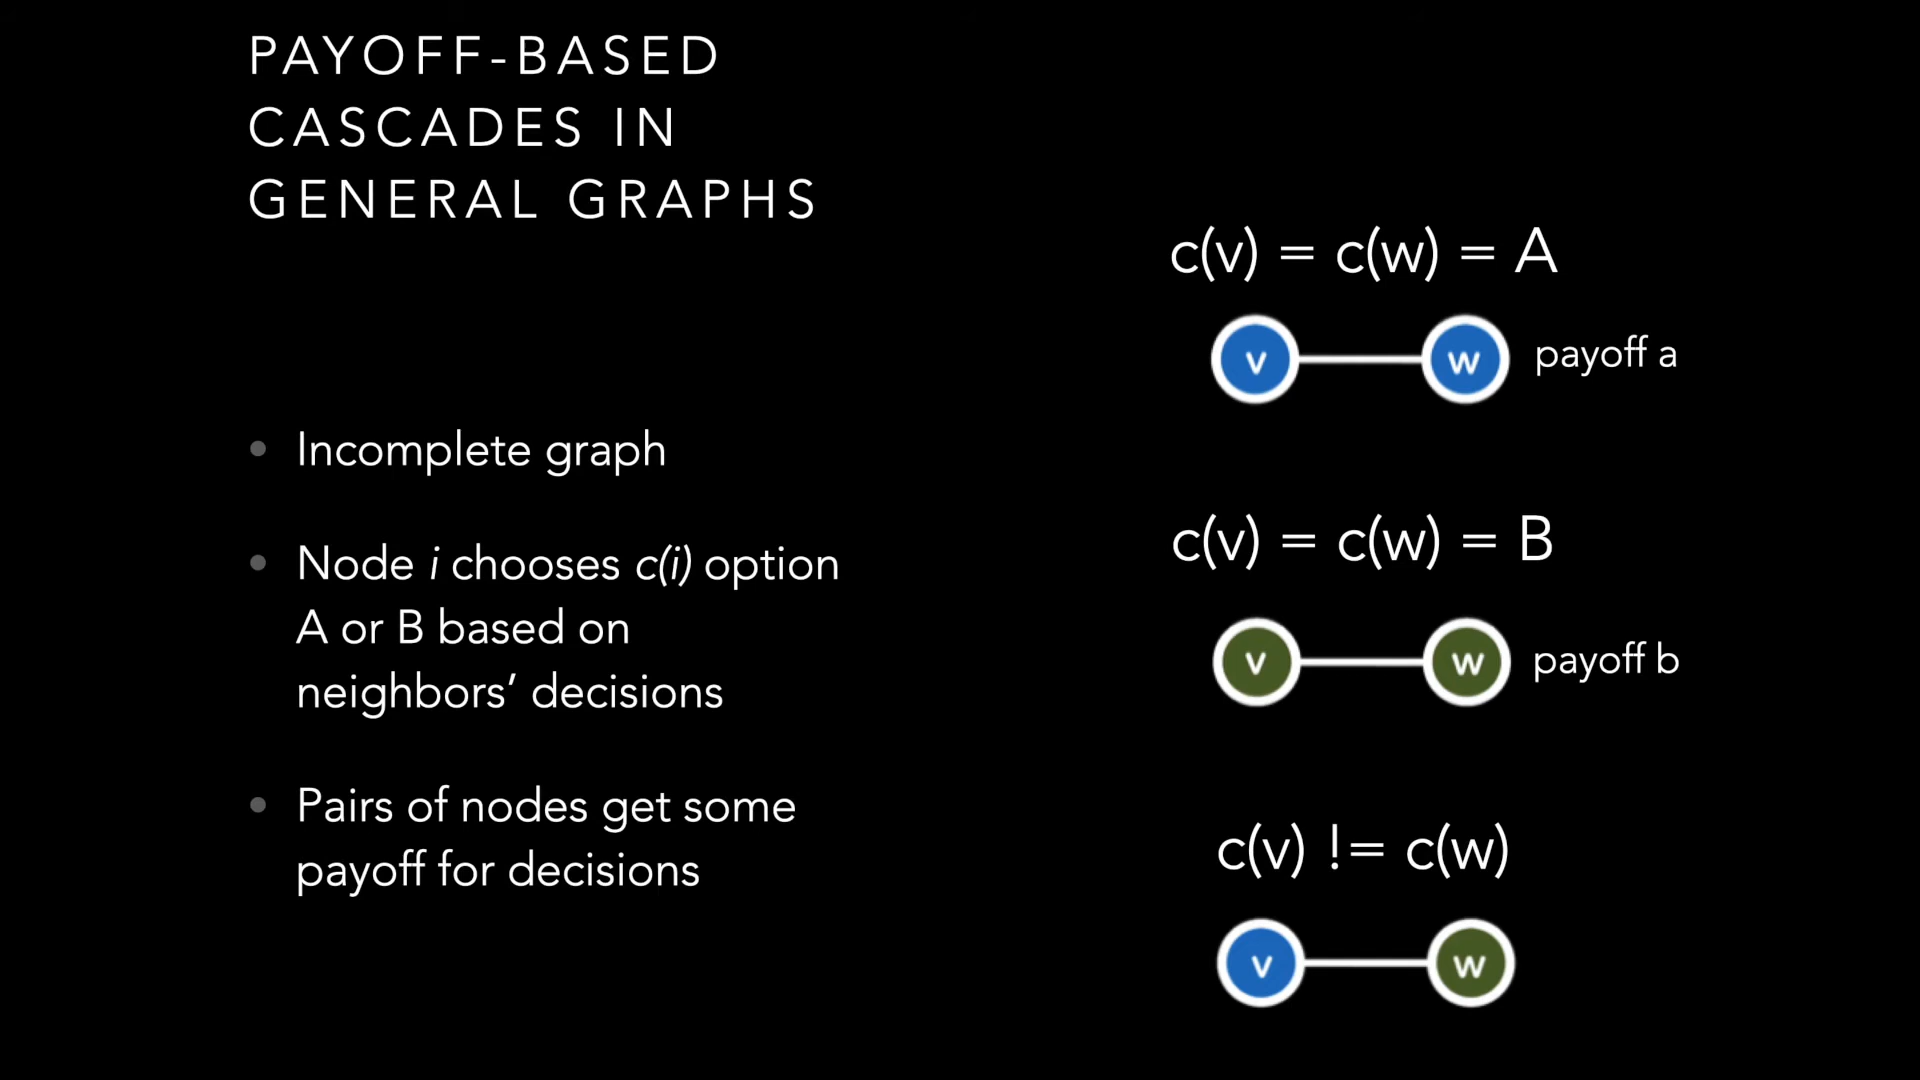 PAYOFF-BASED
CASCADES IN
GENERAL GRAPHS
• Incomplete graph
• Node i chooses c(i) option
A or B based on
neighbors’ decisions
• Pairs of nodes get some
payoff for decisions
c(v) = c(w) = A
v w payoff a
c(v) = c(w) = B
v w payoff b
c(v) != c(w)
v w